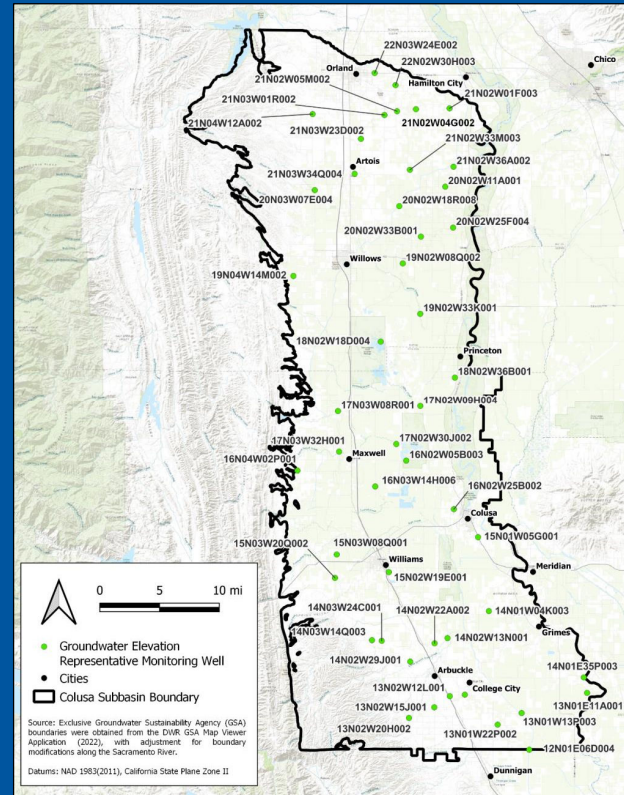 22N03W24E002
Chico
Orland
22N02W30H003
21N02W05M002
Hamilton City
21N03W01R002
21N02W01F003
21N04W12A002
21N02W04G002
21N03W23D002
21N02W33M003
Artois
21N02W36A002
21N03W34Q004
20N02W11A001
20N03W07E004
20N02W18R008
20N02W25F004
20N02W33B001
Willows
19N02W08Q002
19N04W14M002
19N02W33K001
18N02W18D004
Princeton
18N02W36B001
17N03W08R001
17N02W09H004
17N03W32H001
17N02W30J002
16N04W02P001
Maxwell
16N02W05B003
16N03W14H006
16N02W25B002
Colusa
15N01W05G001
15N03W20Q002
15N03W08Q001
Williams
15N02W19E001
Meridian
14N03W24C001
14N02W22A002
14N01W04K003
14N03W14Q003
14N02W13N001
Grimes
14N02W29J001
Arbuckle
14N01E35P003
13N02W12L001
College City
13N01E11A001
13N02W15J001
13N01W13P003
13N02W20H002
13N01W22P002
12N01E06D004
Dunnigan
0 5 10 mi
Groundwater Elevation
Representative Monitoring Well
Cities
Colusa Subbasin Boundary
Source: Exclusive Groundwater Sustainability Agency (GSA)
boundaries were obtained from the DWR GSA Map Viewer
Application (2022), with adjustment for boundary
modifications along the Sacramento River.
Datums: NAD 1983(2011), California State Plane Zone II